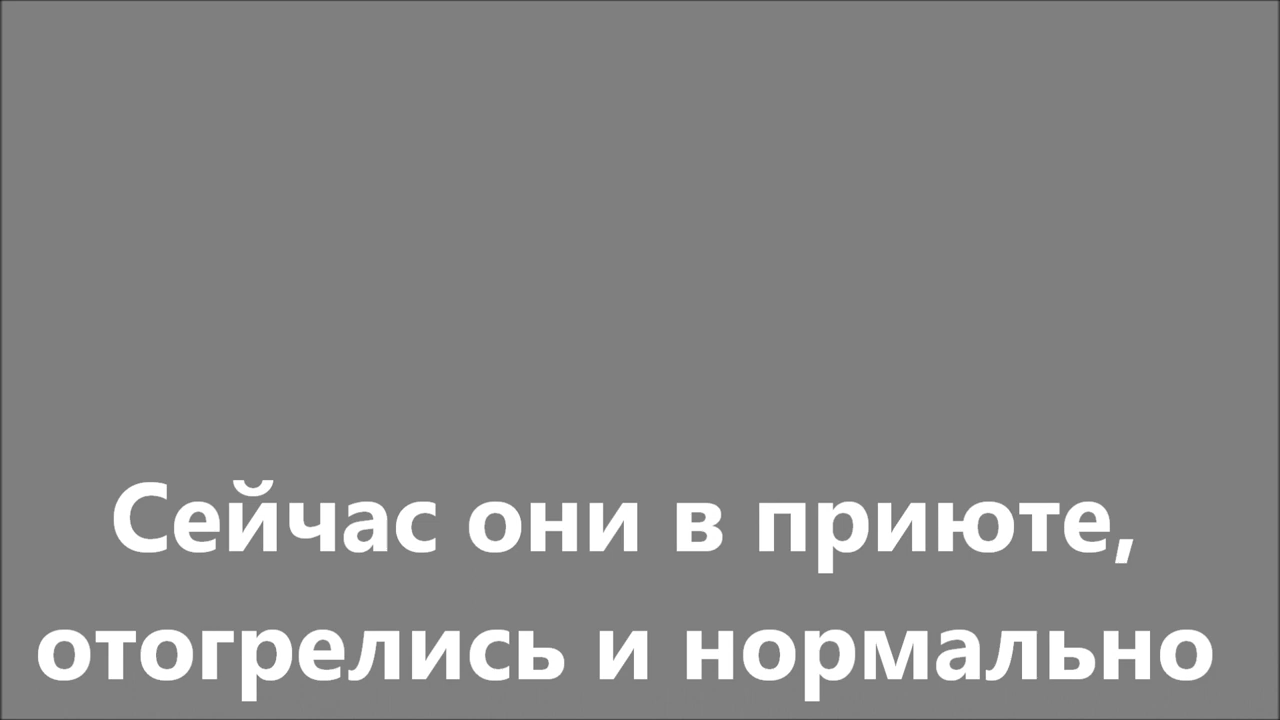 Сейчас они в приюте,
отогрелись и нормально